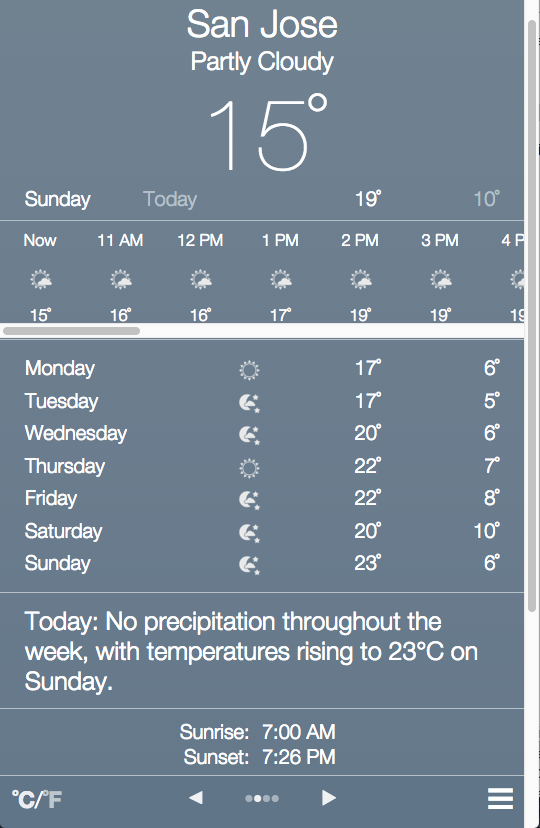 San Jose
Partly Cloudy
15°
Sunday Today 19° 10°
Now 11 AM 12 PM 1 PM 2 PM 3 PM 4 P
15° 16° 16° 17° 19° 19° 19
Monday 17° 6°
Tuesday 17° 5°
Wednesday 20° 6°
Thursday 22° 7°
Friday 22° 8°
Saturday 20° 10°
Sunday 23° 6°
Today: No precipitation throughout the
week, with temperatures rising to 23°C on
Sunday.
Sunrise: 7:00 AM
Sunset: 7:26 PM
°C/°F